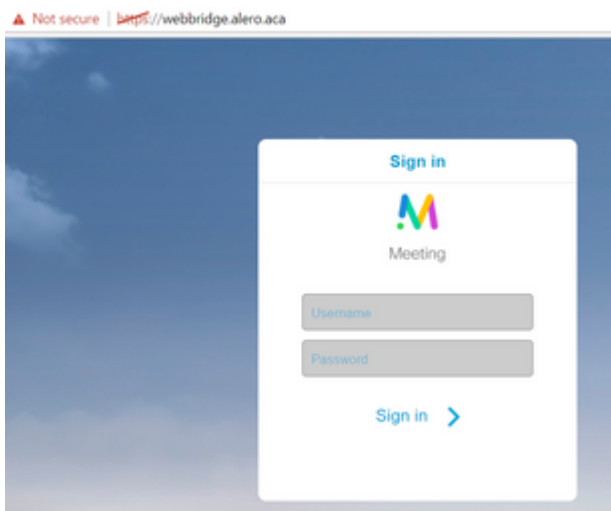 Not secure | https://webbridge.alero.aca
Sign in
Meeting
Username
Password
Sign in